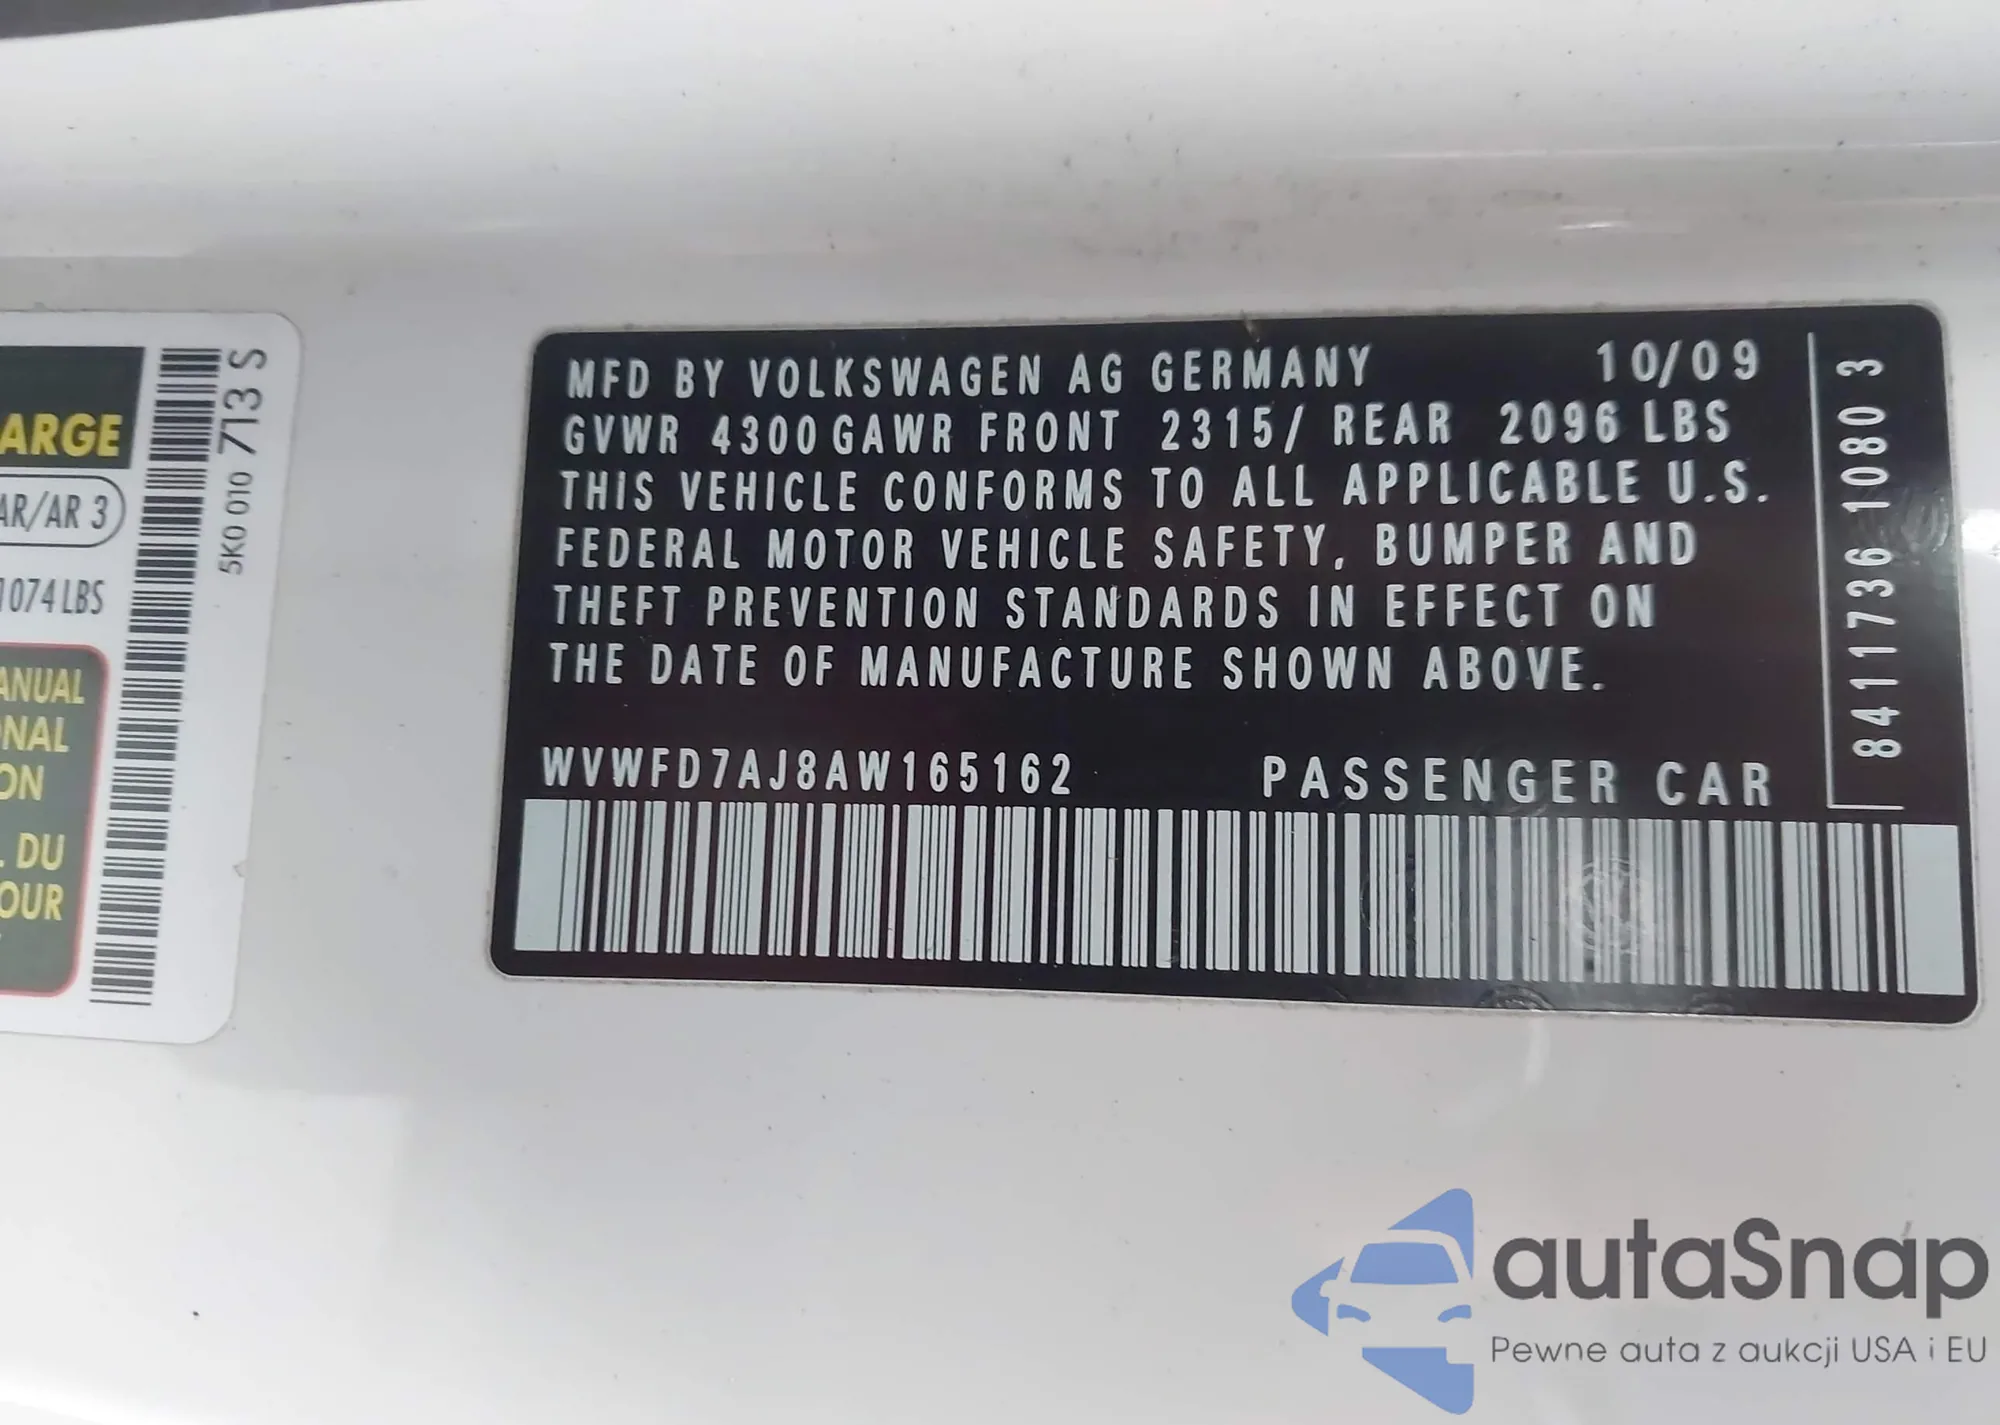 ARGE
AR/AR 3
1074 LBS
ANUAL
ONAL
ON
. DU
OUR
5K0 010 713 S
MFD BY VOLKSWAGEN AG GERMANY 10/09
GVWR 4300 GAWR FRONT 2315/ REAR 2096 LBS
THIS VEHICLE CONFORMS TO ALL APPLICABLE U.S.
FEDERAL MOTOR VEHICLE SAFETY, BUMPER AND
THEFT PREVENTION STANDARDS IN EFFECT ON
THE DATE OF MANUFACTURE SHOWN ABOVE.
WVWFD7AJ8AW165162 PASSENGER CAR
8411736 1080 3
autaSnap
Pewne auta z aukcji USA i EU